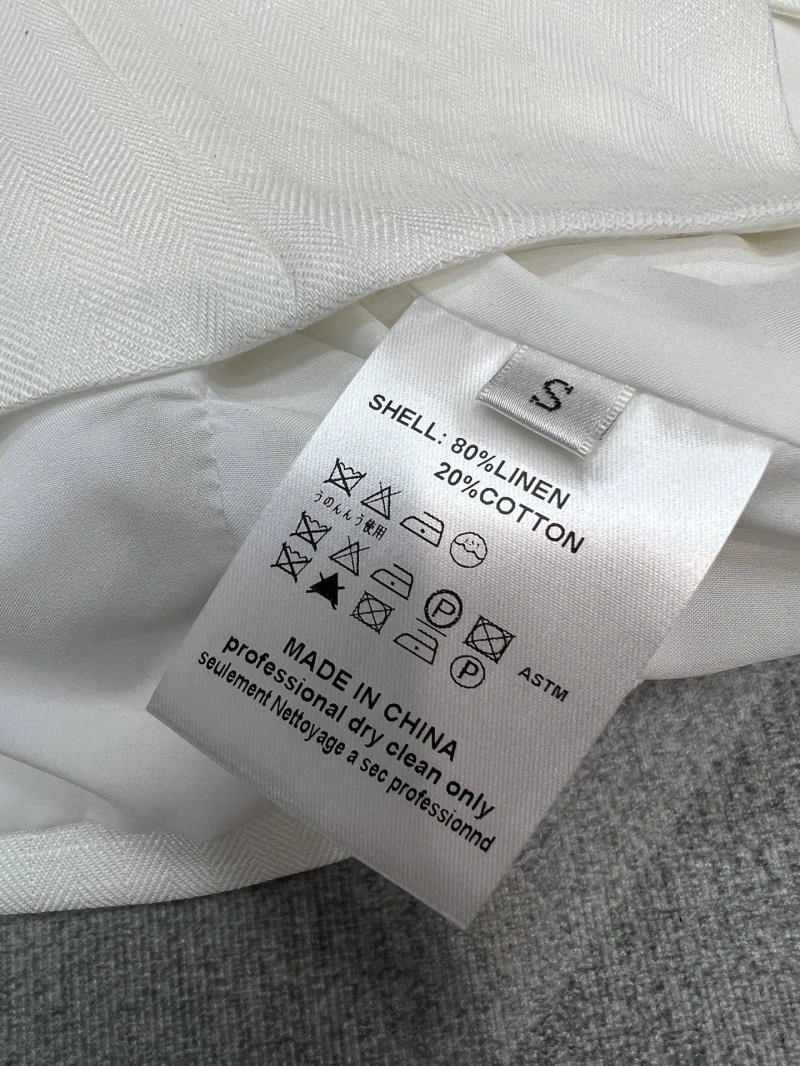 S
SHELL: 80%LINEN
20%COTTON
うのんんう使用
P
P
ASTM
MADE IN CHINA
professional dry clean only
seulement Nettoyage a sec professionnd